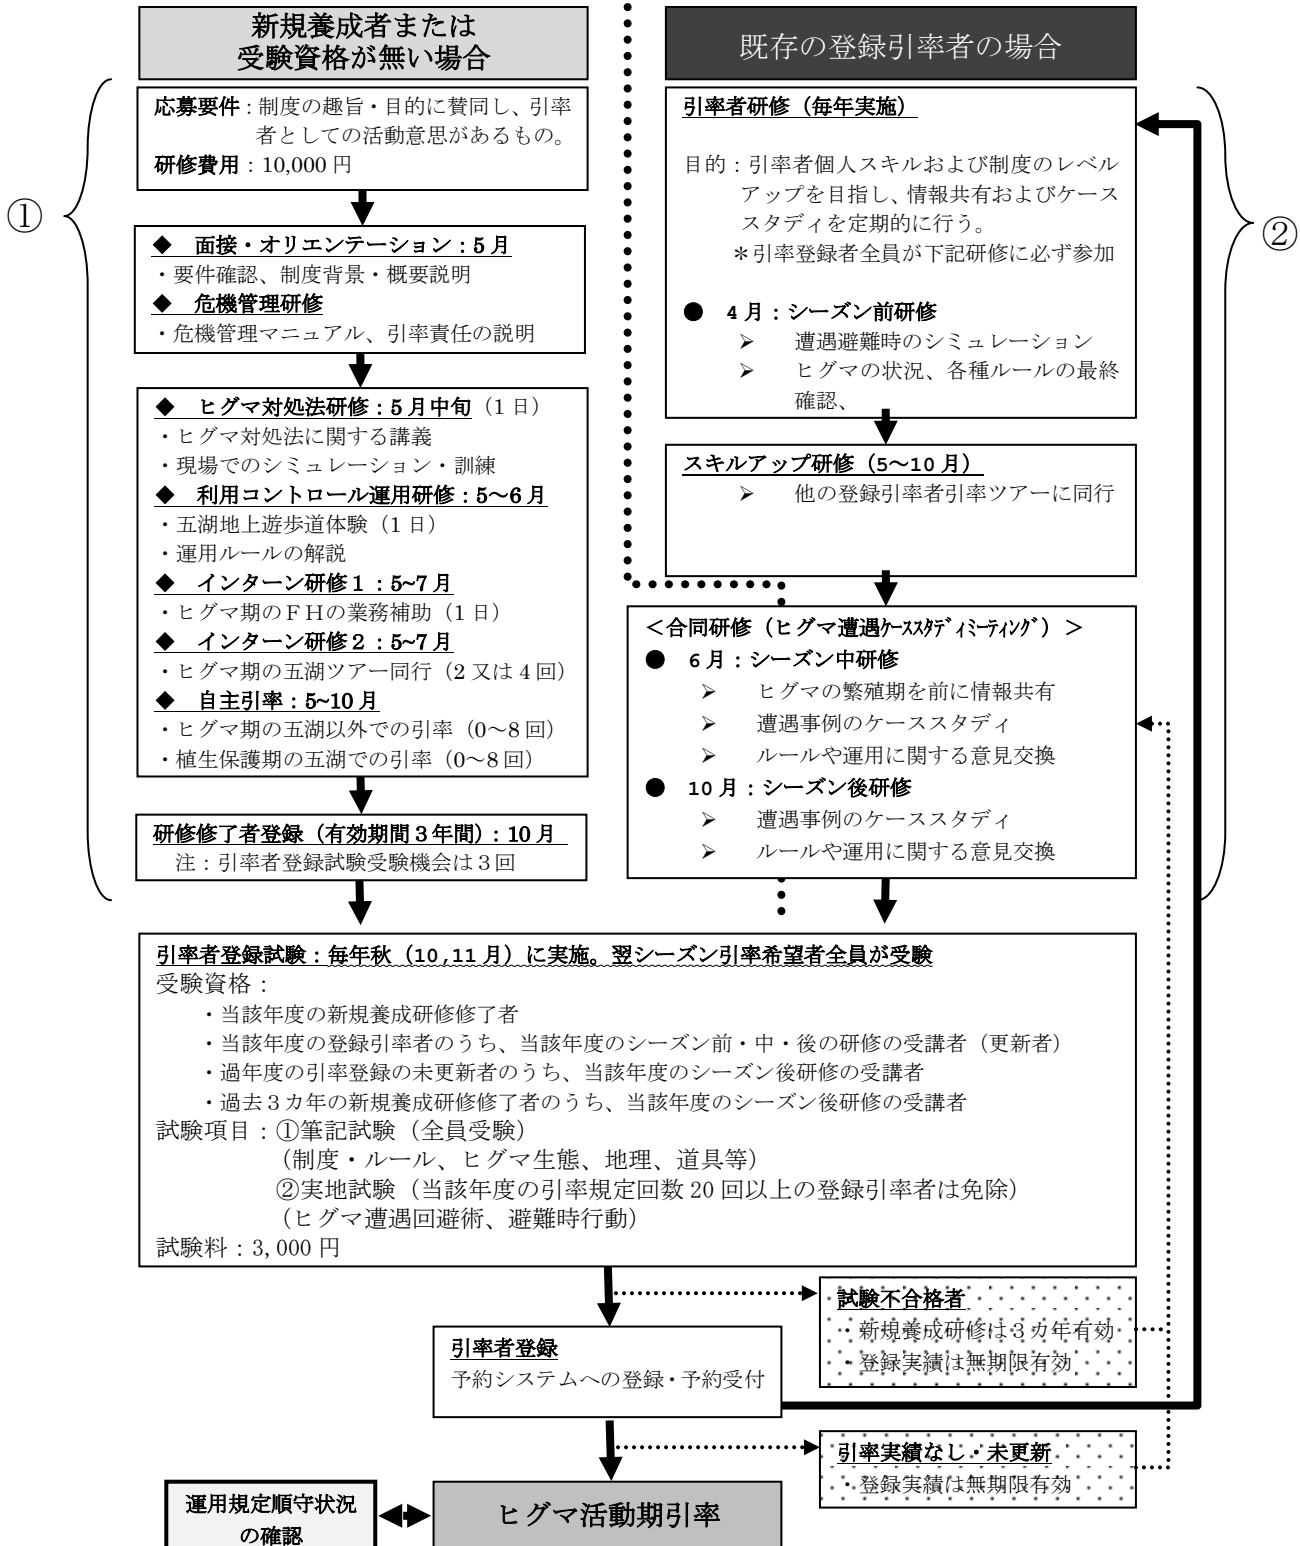 新規養成者または
受験資格が無い場合
応募要件：制度の趣旨・目的に賛同し、引率
者としての活動意思があるもの。
研修費用：10,000 円
①
◆ 面接・オリエンテーション：5 月
・要件確認、制度背景・概要説明
◆ 危機管理研修
・危機管理マニュアル、引率責任の説明
◆ ヒグマ対処法研修：5 月中旬（1 日）
・ヒグマ対処法に関する講義
・現場でのシミュレーション・訓練
◆ 利用コントロール運用研修：5～6 月
・五湖地上遊歩道体験（1 日）
・運用ルールの解説
◆ インターン研修１：5~7 月
・ヒグマ期のＦＨの業務補助（1 日）
◆ インターン研修２：5~7 月
・ヒグマ期の五湖ツアー同行（2 又は 4 回）
◆ 自主引率：5~10 月
・ヒグマ期の五湖以外での引率（0～8 回）
・植生保護期の五湖での引率（0～8 回）
研修修了者登録（有効期間３年間）：10 月
注：引率者登録試験受験機会は３回
既存の登録引率者の場合
引率者研修（毎年実施）
目的：引率者個人スキルおよび制度のレベル
アップを目指し、情報共有およびケース
スタディを定期的に行う。
＊引率登録者全員が下記研修に必ず参加
② 
● 4 月：シーズン前研修
➢ 遭遇避難時のシミュレーション
➢ ヒグマの状況、各種ルールの最終
確認、
スキルアップ研修（5～10 月）
➢ 他の登録引率者引率ツアーに同行
＜合同研修（ヒグマ遭遇ｹｰｽｽﾀﾃﾞｨﾐｰﾃｨﾝｸﾞ）＞
● 6 月：シーズン中研修
➢ ヒグマの繁殖期を前に情報共有
➢ 遭遇事例のケーススタディ
➢ ルールや運用に関する意見交換
● 10 月：シーズン後研修
➢ 遭遇事例のケーススタディ
➢ ルールや運用に関する意見交換
引率者登録試験：毎年秋（10,11 月）に実施。翌シーズン引率希望者全員が受験
受験資格：
・当該年度の新規養成研修修了者
・当該年度の登録引率者のうち、当該年度のシーズン前・中・後の研修の受講者（更新者）
・過年度の引率登録の未更新者のうち、当該年度のシーズン後研修の受講者
・過去３カ年の新規養成研修修了者のうち、当該年度のシーズン後研修の受講者
試験項目：①筆記試験（全員受験）
（制度・ルール、ヒグマ生態、地理、道具等）
②実地試験（当該年度の引率規定回数 20 回以上の登録引率者は免除）
（ヒグマ遭遇回避術、避難時行動）
試験料：3,000 円
試験不合格者
・新規養成研修は３カ年有効
・登録実績は無期限有効
引率者登録
予約システムへの登録・予約受付
引率実績なし・未更新
・登録実績は無期限有効
運用規定順守状況
の確認
ヒグマ活動期引率